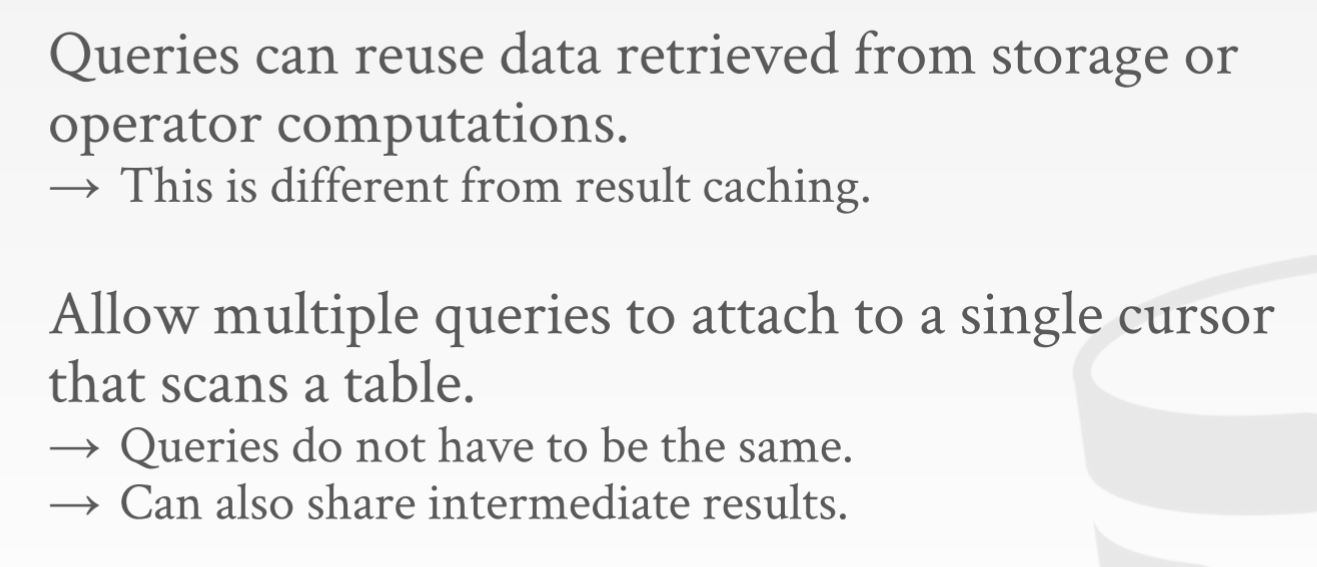 Queries can reuse data retrieved from storage or
operator computations.
→ This is different from result caching.
Allow multiple queries to attach to a single cursor
that scans a table.
→ Queries do not have to be the same.
→ Can also share intermediate results.